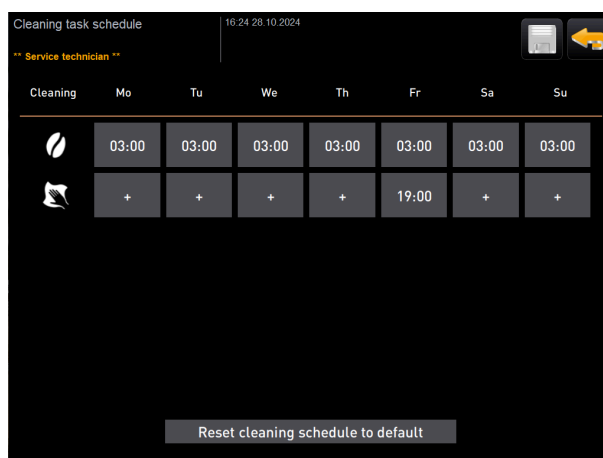 Cleaning task schedule 16:24 28.10.2024
** Service technician **
Cleaning Mo Tu We Th Fr Sa Su
03:00 03:00 03:00 03:00 03:00 03:00 03:00
+ + + + 19:00 + +
Reset cleaning schedule to default